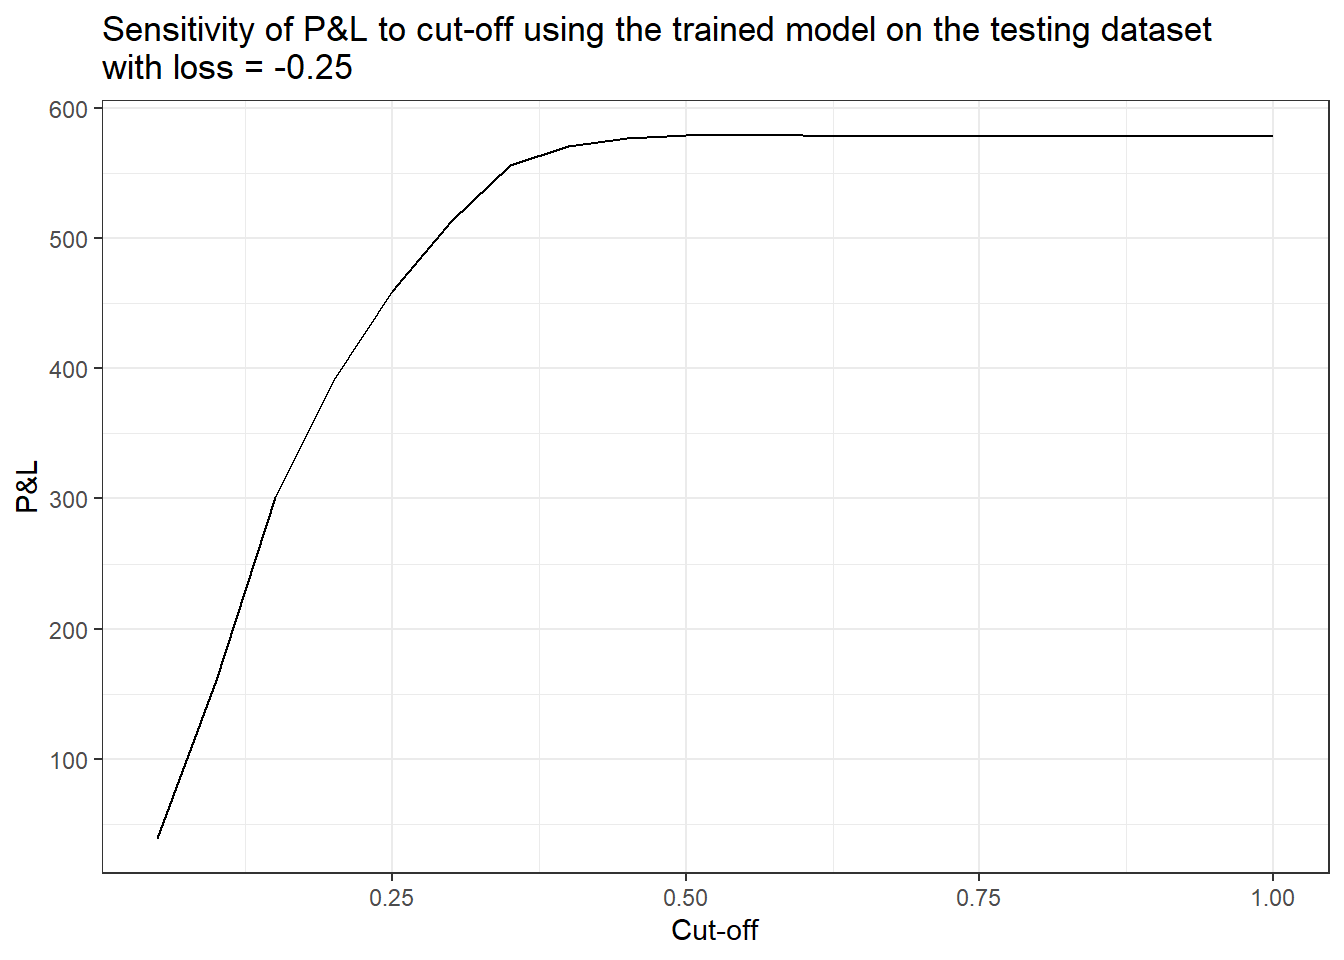 Sensitivity of P&L to cut-off using the trained model on the testing dataset
with loss = -0.25
600
500
400
300
200
100
P&L
0.25 0.50 0.75 1.00
Cut-off